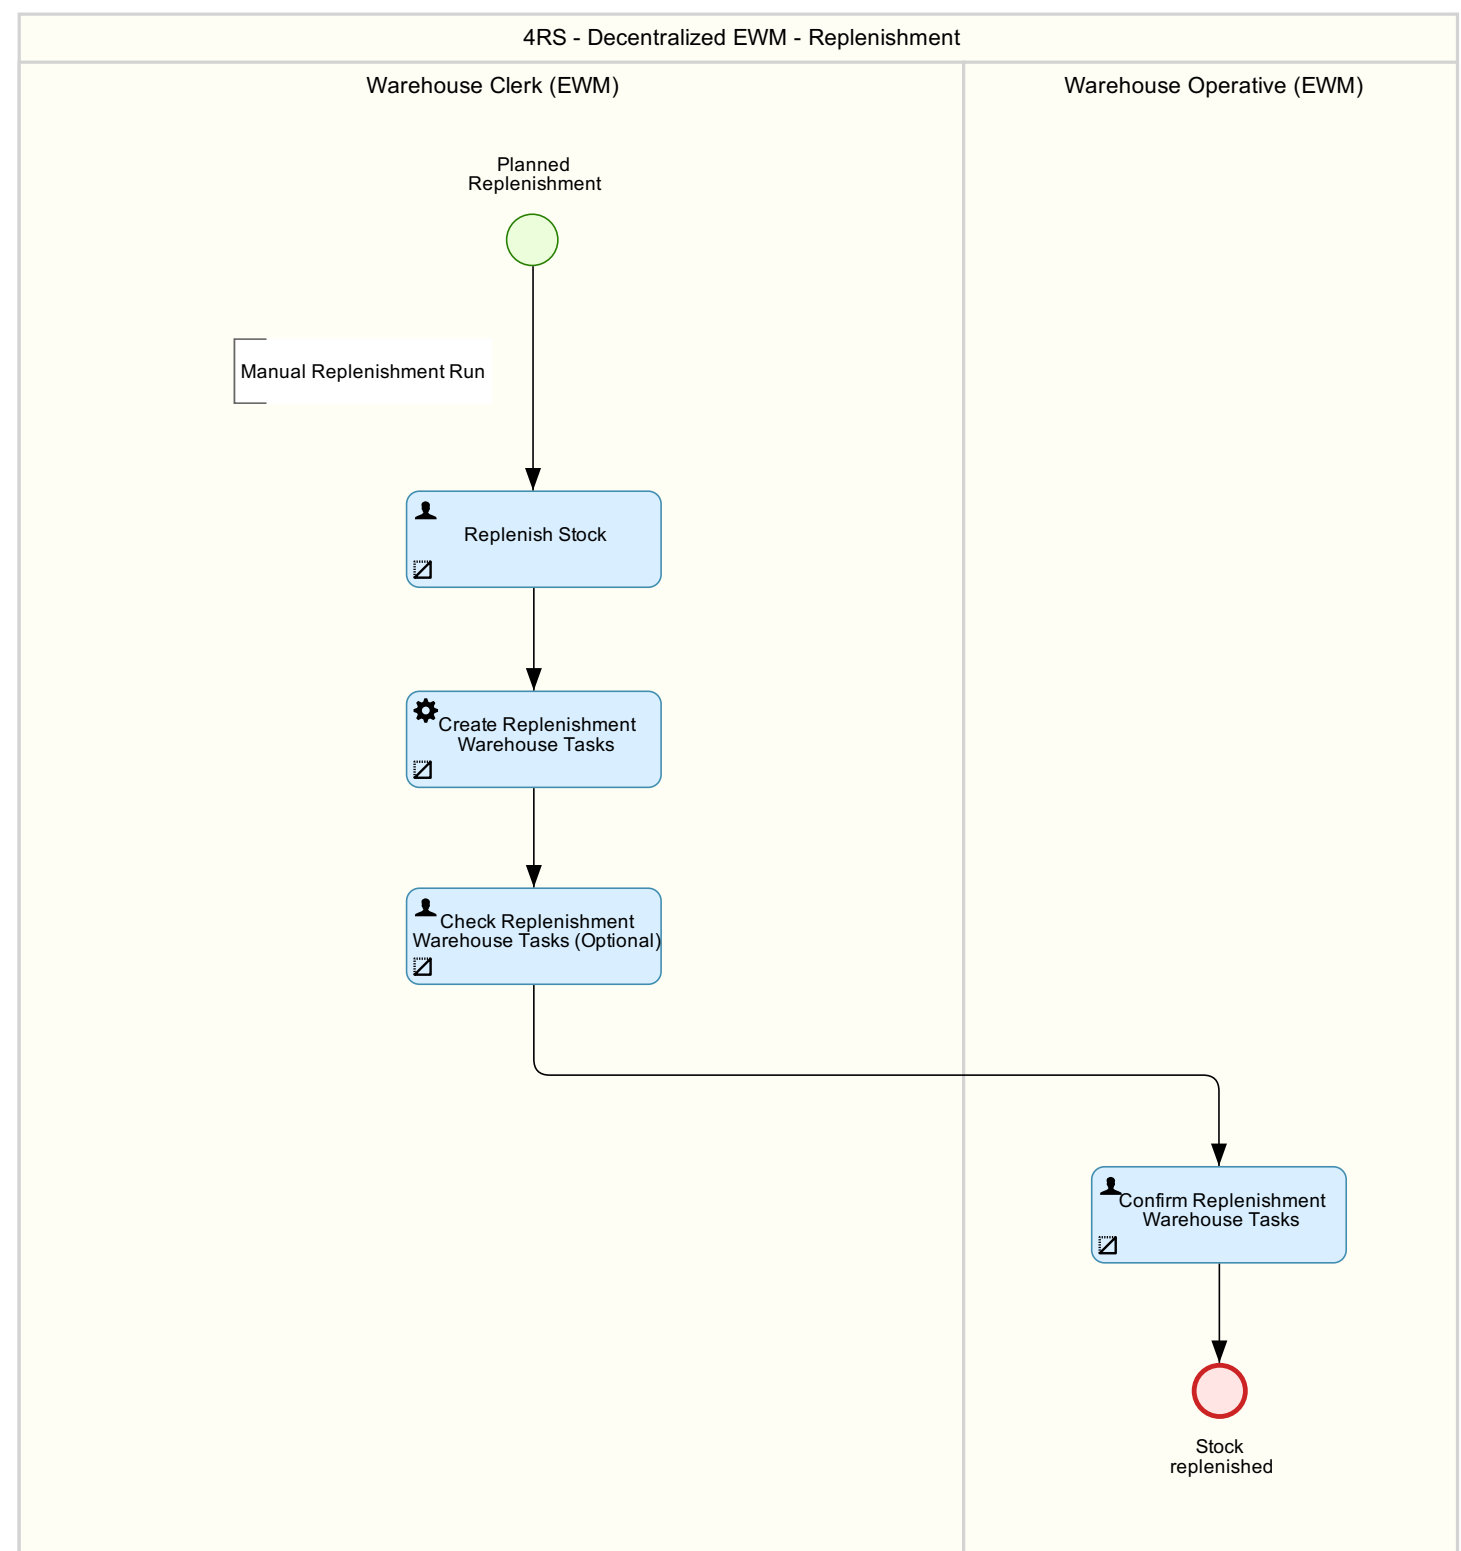 4RS - Decentralized EWM - Replenishment
Warehouse Clerk (EWM)
Warehouse Operative (EWM)
Planned
Replenishment
Manual Replenishment Run
Replenish Stock
Create Replenishment
Warehouse Tasks
Check Replenishment
Warehouse Tasks (Optional)
Confirm Replenishment
Warehouse Tasks
Stock
replenished